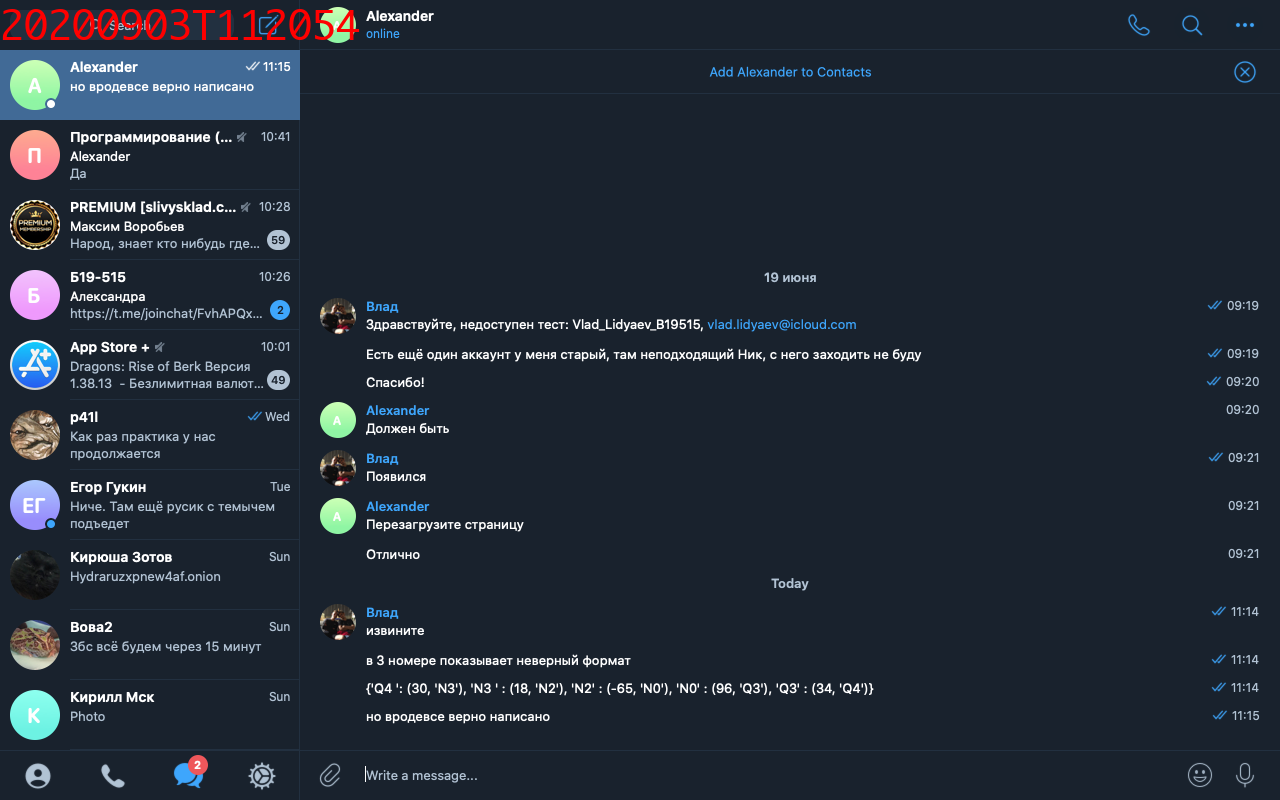 20200903T112054
Search
Alexander
11:15
но вродевсе верно написано
Программирование (...
10:41
Alexander
Да
PREMIUM [slivysklad.c...
10:28
Максим Воробьев
Народ, знает кто нибудь где...
59
PREMIUM
MEMBERSHIP
Б19-515
10:26
Александра
https://t.me/joinchat/FvhAPQx...
2
Б
App Store +
10:01
Dragons: Rise of Berk Версия
1.38.13 - Безлимитная валют...
49
p41l
Wed
Как раз практика у нас
продолжается
Егор Гукин
Tue
Ниче. Там ещё русик с темычем
подъедет
ЕГ
Кирюша Зотов
Sun
Hydraruzxpnew4af.onion
Вова2
Sun
Збс всё будем через 15 минут
Кирилл Мск
Sun
Photo
К
A
П
2
Alexander
online
Add Alexander to Contacts
19 июня
Влад
09:19
Здравствуйте, недоступен тест: Vlad_Lidyaev_B19515, vlad.lidyaev@icloud.com
Есть ещё один аккаунт у меня старый, там неподходящий Ник, с него заходить не буду
09:19
Спасибо!
09:20
A
Alexander
09:20
Должен быть
Влад
09:21
Появился
A
Alexander
09:21
Перезагрузите страницу
Отлично
09:21
Today
Влад
11:14
извините
в 3 номере показывает неверный формат
11:14
{'Q4 ': (30, 'N3'), 'N3 ' : (18, 'N2'), 'N2' : (-65, 'N0'), 'N0' : (96, 'Q3'), 'Q3' : (34, 'Q4')}
11:14
но вродевсе верно написано
11:15
Write a message...